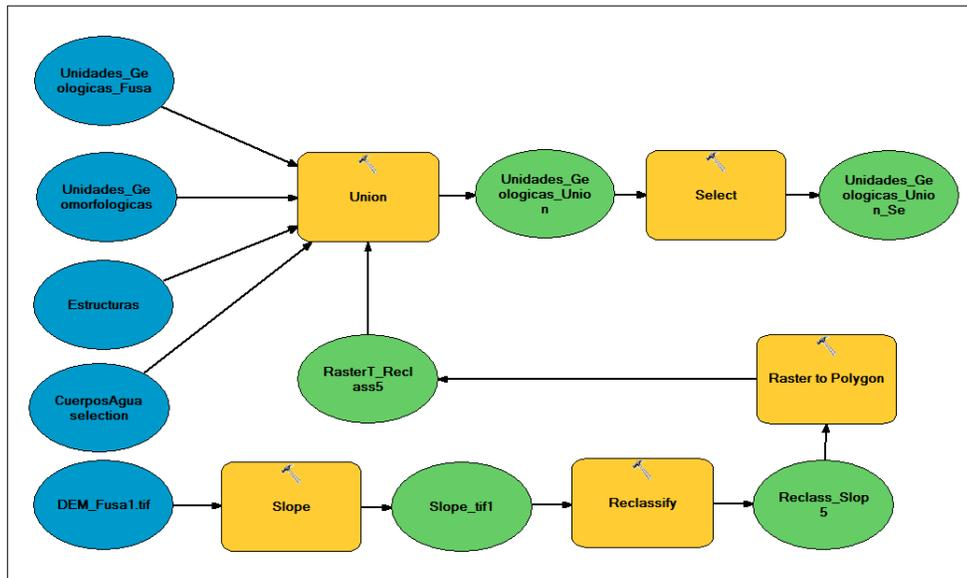 Unidades_Ge
ologicas_Fusa
Unidades_Ge
omorfologicas
Union
Unidades_Ge
ologicas_Unio
n
Select
Unidades_Ge
ologicas_Unio
n_Se
Estructuras
CuerposAgua
selection
RasterT_Recl
ass5
Raster to Polygon
DEM_Fusa1.tif
Slope
Slope_tif1
Reclassify
Reclass_Slop
5